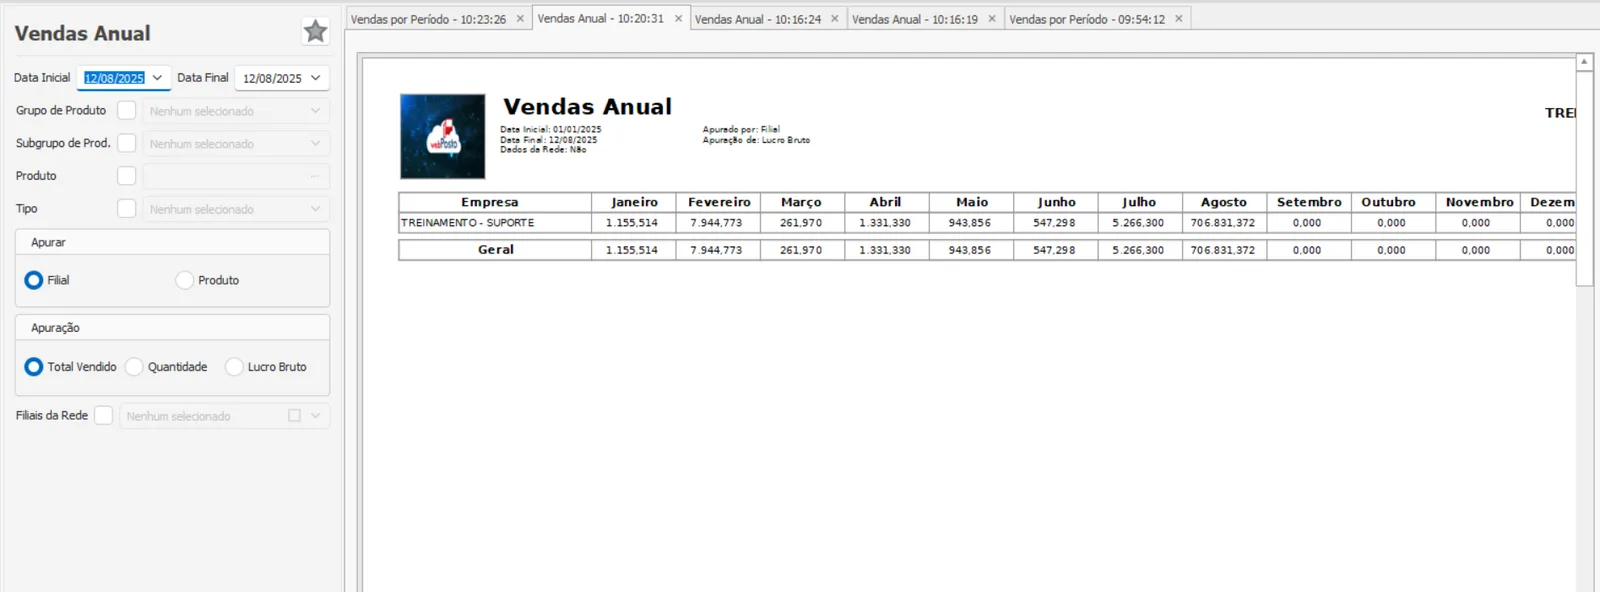 Vendas Anual
Data Inicial 12/08/2025 Data Final 12/08/2025
Grupo de Produto Nenhum selecionado
Subgrupo de Prod. Nenhum selecionado
Produto ...
Tipo Nenhum selecionado
Apurar
Filial Produto
Apuração
Total Vendido Quantidade Lucro Bruto
Filiais da Rede Nenhum selecionado
Vendas por Período - 10:23:26 Vendas Anual - 10:20:31 Vendas Anual - 10:16:24 Vendas Anual - 10:16:19 Vendas por Período - 09:54:12
webPosto
Vendas Anual
TREI
Data Inicial: 01/01/2025 Apurado por: Filial
Data Final: 12/08/2025 Apuração de: Lucro Bruto
Dados da Rede: Não
Empresa Janeiro Fevereiro Março Abril Maio Junho Julho Agosto Setembro Outubro Novembro Dezem
TREINAMENTO - SUPORTE 1.155,514 7.944,773 261,970 1.331,330 943,856 547,298 5.266,300 706.831,372 0,000 0,000 0,000 0,000
Geral 1.155,514 7.944,773 261,970 1.331,330 943,856 547,298 5.266,300 706.831,372 0,000 0,000 0,000 0,000